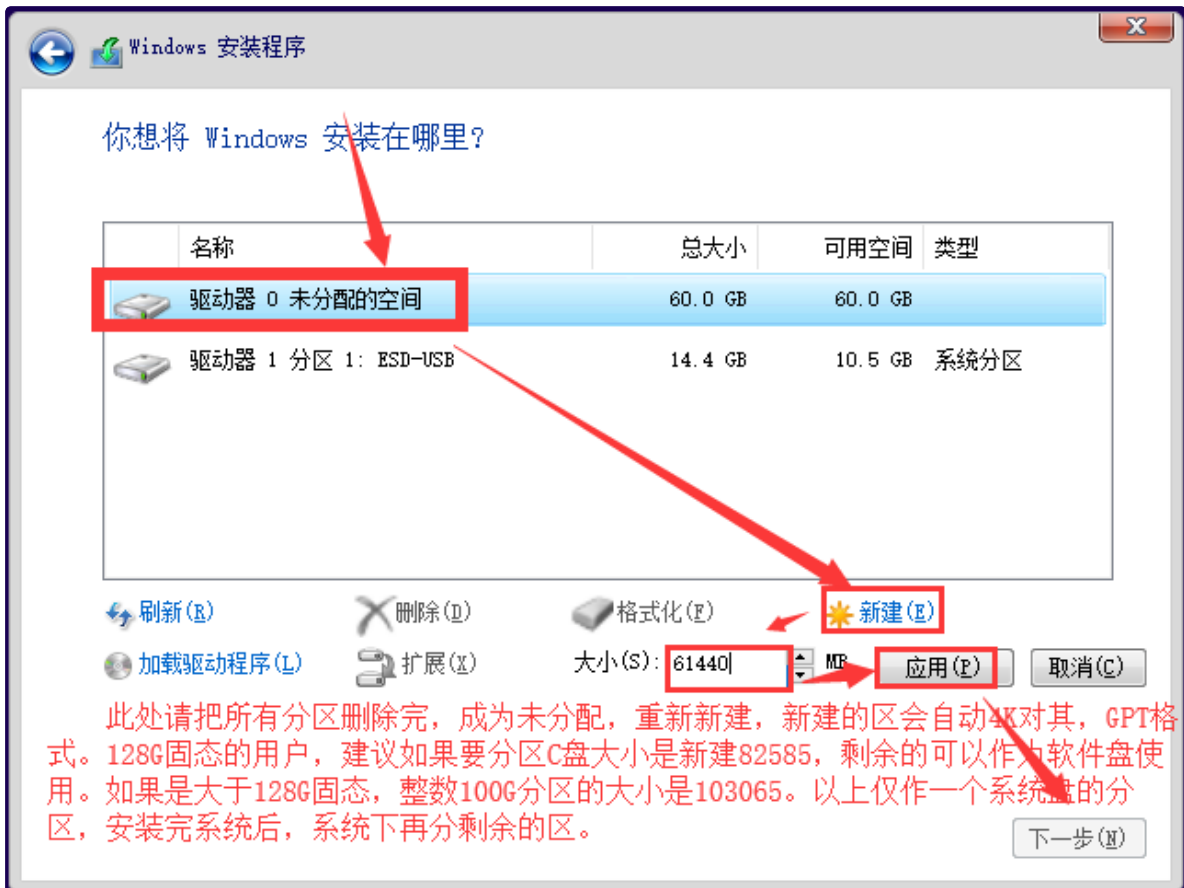 Windows 安装程序
你想将 Windows 安装在哪里?
名称 总大小 可用空间 类型
驱动器 0 未分配的空间 60.0 GB 60.0 GB
驱动器 1 分区 1: ESD-USB 14.4 GB 10.5 GB 系统分区
刷新(R) 删除(D) 格式化(F) 新建(E)
加载驱动程序(L) 扩展(X) 大小(S): 61440 MB 应用(P) 取消(C)
此处请把所有分区删除完，成为未分配，重新新建，新建的区会自动4K对其，GPT格
式。128G固态的用户，建议如果要分区C盘大小是新建82585，剩余的可以作为软件盘使
用。如果是大于128G固态，整数100G分区的大小是103065。以上仅作一个系统盘的分
区，安装完系统后，系统下再分剩余的区。
下一步(N)